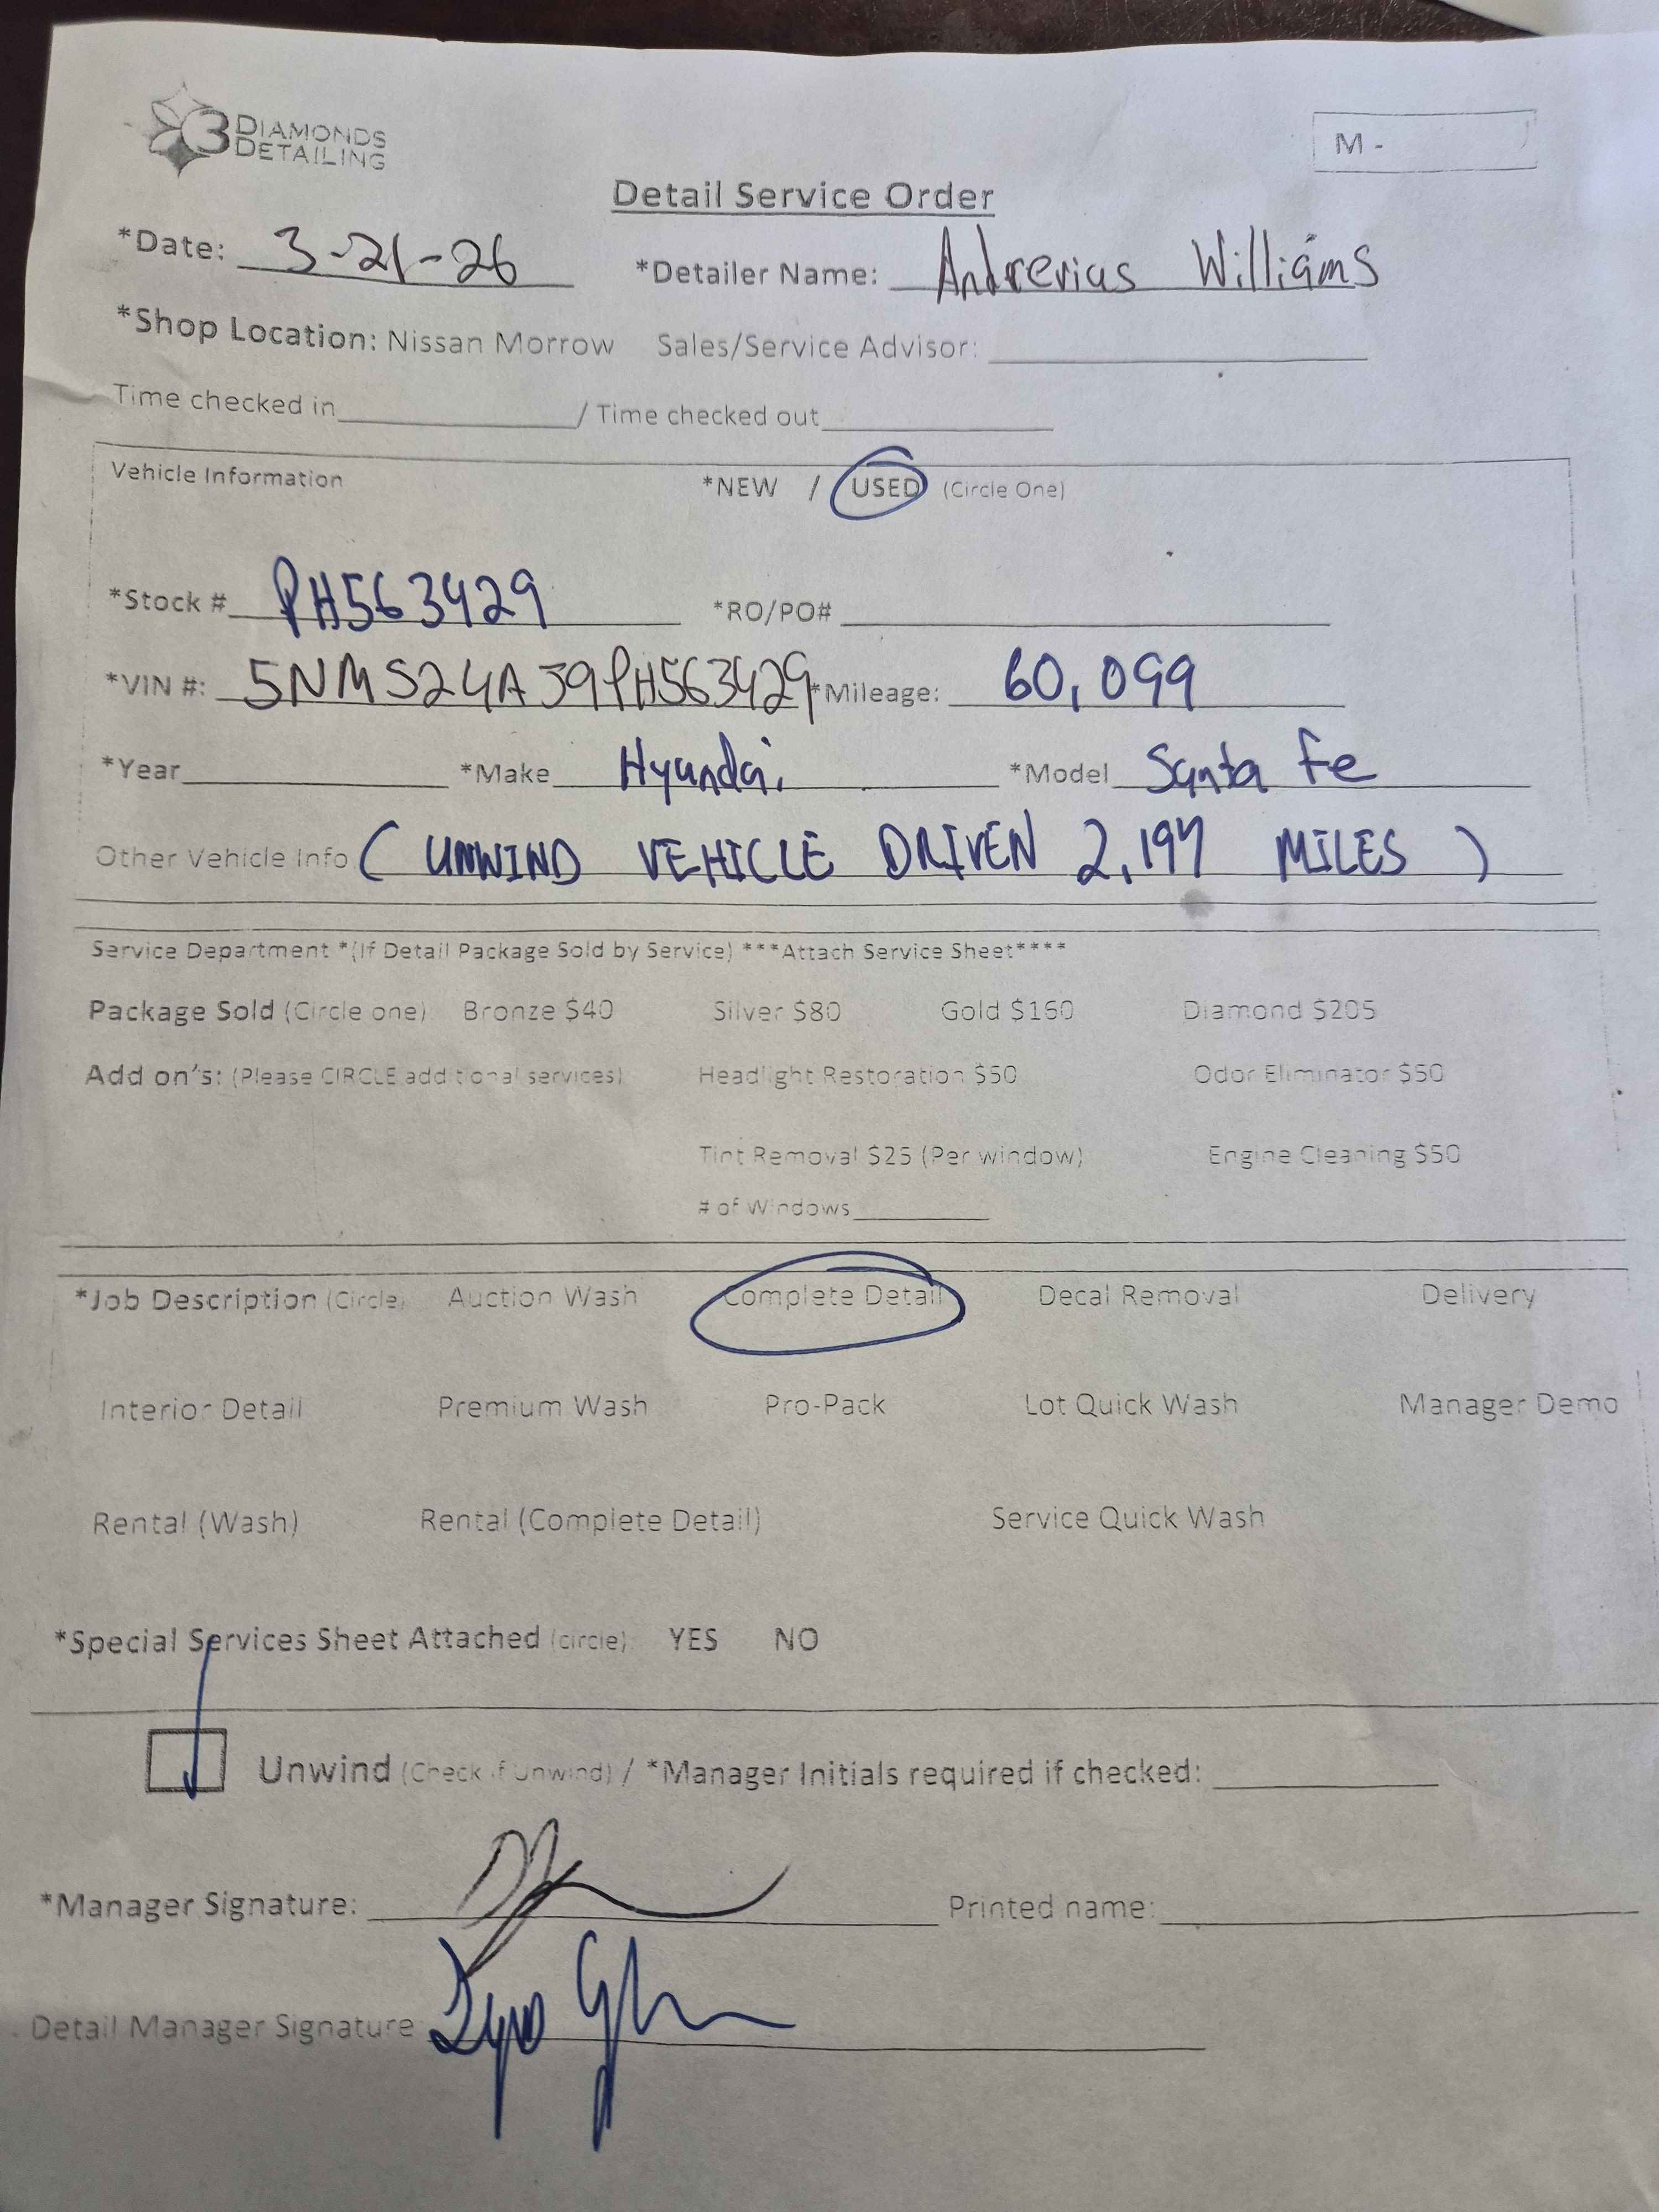 3 DIAMONDS
DETAILING
M -
Detail Service Order
*Date: 3-21-26 *Detailer Name: Andrevius Williams
*Shop Location: Nissan Morrow Sales/Service Advisor:
Time checked in / Time checked out
Vehicle Information *NEW / USED (Circle One)
*Stock # PH563429 *RO/PO#
*VIN #: 5NMS24AJ9PH563429 *Mileage: 60,099
*Year *Make Hyundai *Model Santa Fe
Other Vehicle Info ( UNWIND VEHICLE DRIVEN 2,197 MILES )
Service Department *(If Detail Package Sold by Service) ***Attach Service Sheet****
Package Sold (Circle one) Bronze $40 Silver $80 Gold $160 Diamond $205
Add on's: (Please CIRCLE additional services) Headlight Restoration $50 Odor Eliminator $50
Tint Removal $25 (Per window) Engine Cleaning $50
# of Windows
*Job Description (Circle) Auction Wash Complete Detail Decal Removal Delivery
Interior Detail Premium Wash Pro-Pack Lot Quick Wash Manager Demo
Rental (Wash) Rental (Complete Detail) Service Quick Wash
*Special Services Sheet Attached (circle) YES NO
Unwind (Check if Unwind) / *Manager Initials required if checked:
*Manager Signature: Printed name:
Detail Manager Signature